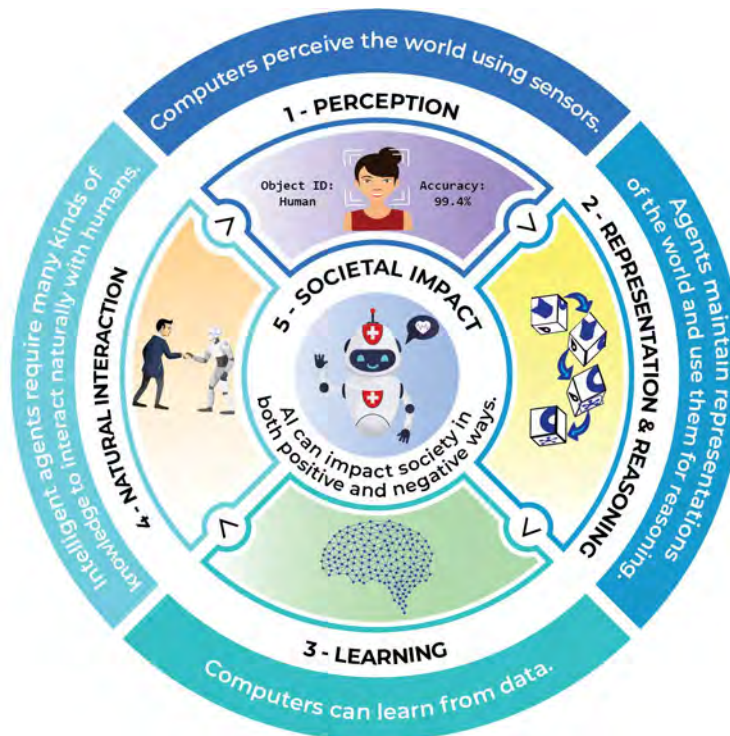 Computers perceive the world using sensors.
1 - PERCEPTION
Object ID:
Human
Accuracy:
99.4%
Agents maintain representations
of the world and use them for reasoning.
2 - REPRESENTATION & REASONING
3 - LEARNING
Computers can learn from data.
Intelligent agents require many kinds of
knowledge to interact naturally with humans.
4 - NATURAL INTERACTION
5 - SOCIETAL IMPACT
AI can impact society in
both positive and negative ways.